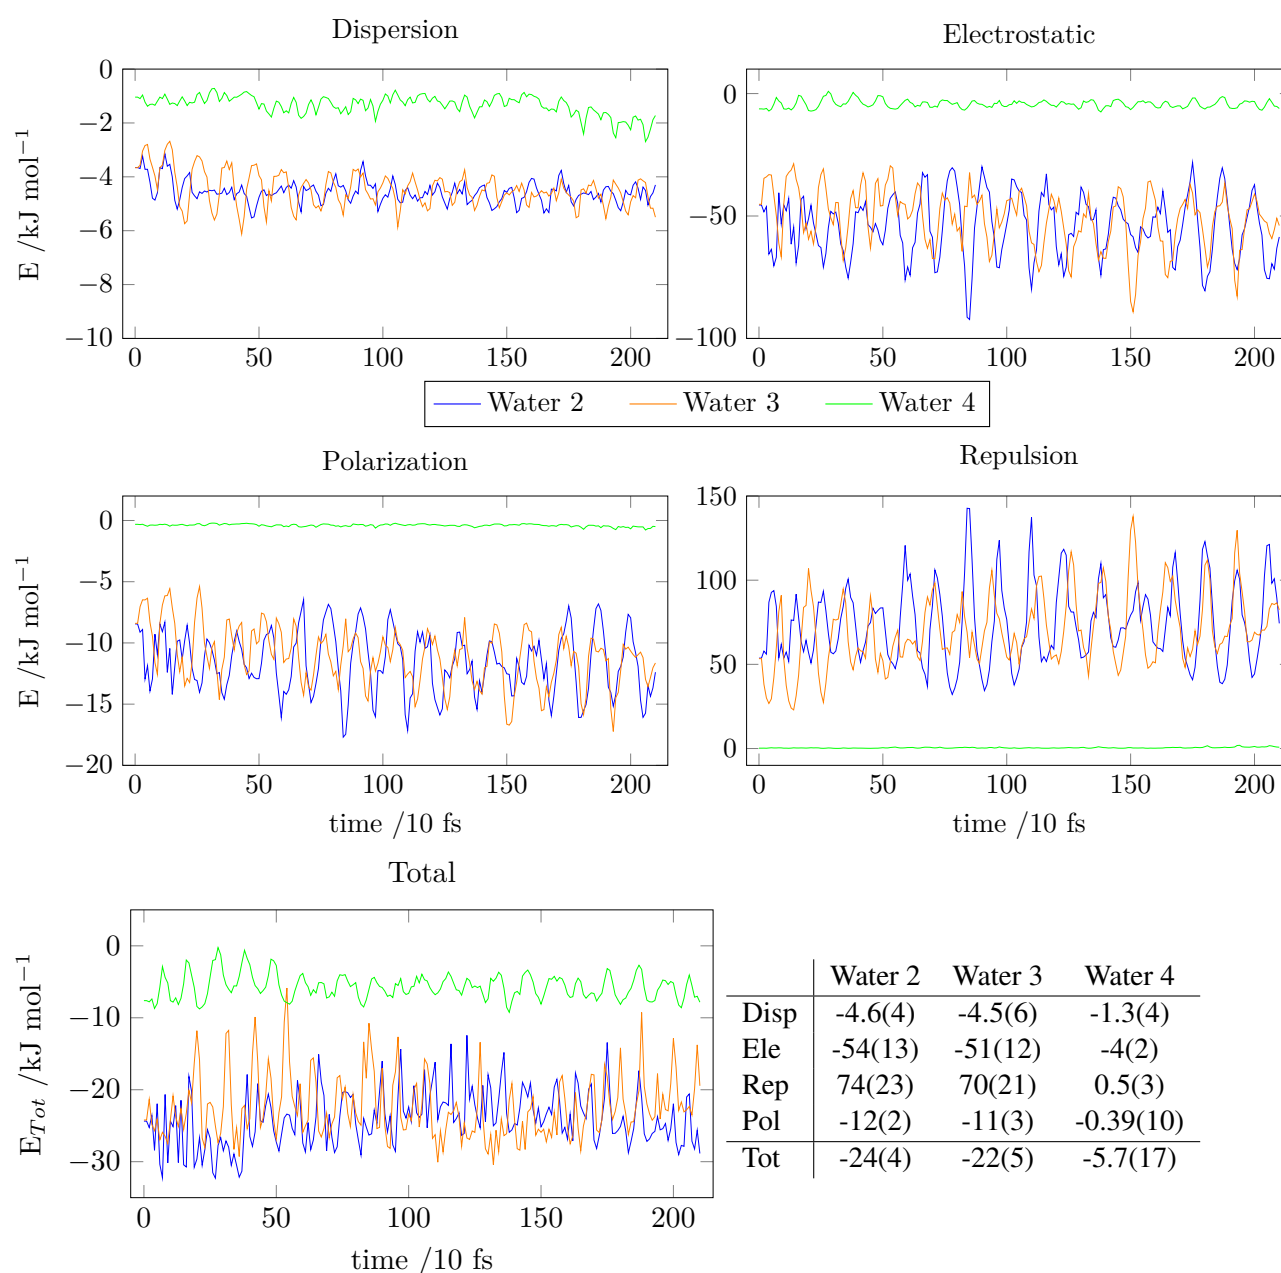 Dispersion
Electrostatic
0
−2
−4
−6
−8
−10
E /kJ mol⁻¹
0 50 100 150 200
0
−50
−100
0 50 100 150 200
Water 2 Water 3 Water 4
Polarization
Repulsion
0
−5
−10
−15
−20
E /kJ mol⁻¹
0 50 100 150 200
time /10 fs
150
100
50
0
0 50 100 150 200
time /10 fs
Total
0
−10
−20
−30
E_Tot /kJ mol⁻¹
0 50 100 150 200
time /10 fs
Water 2 Water 3 Water 4
Disp -4.6(4) -4.5(6) -1.3(4)
Ele -54(13) -51(12) -4(2)
Rep 74(23) 70(21) 0.5(3)
Pol -12(2) -11(3) -0.39(10)
Tot -24(4) -22(5) -5.7(17)